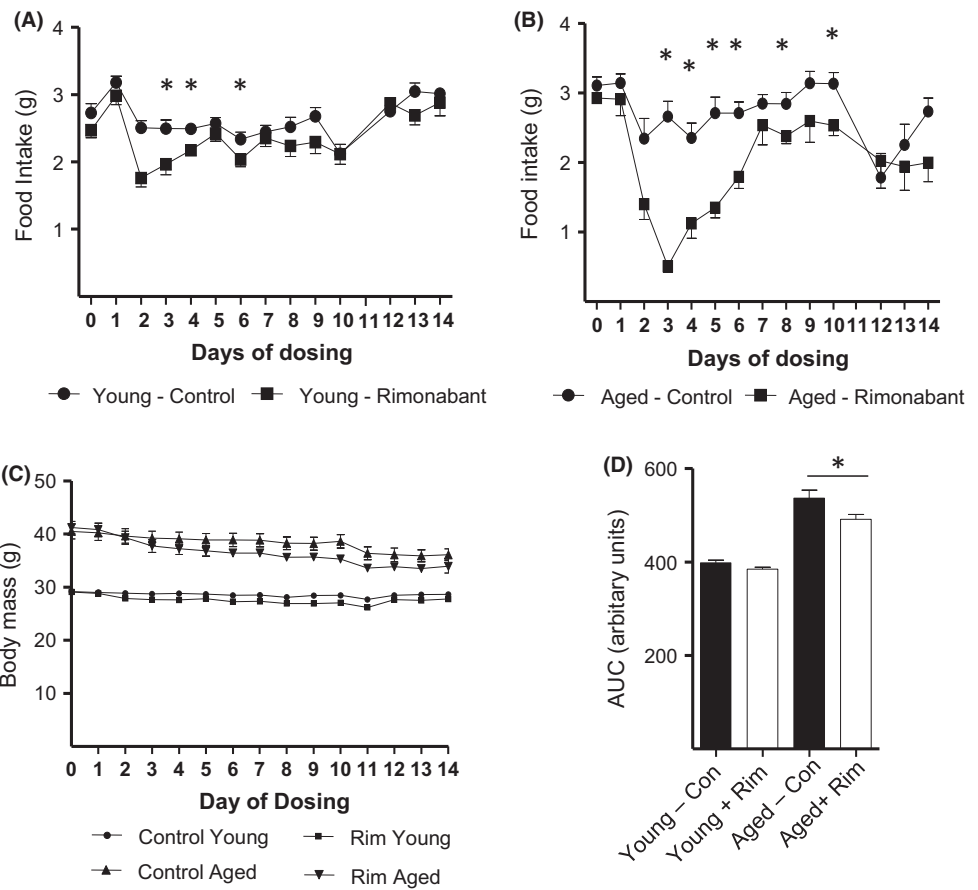 (A)
4
3
2
1
Food Intake (g)
* * *
0 1 2 3 4 5 6 7 8 9 10 11 12 13 14
Days of dosing
Young - Control Young - Rimonabant
(B)
4
3
2
1
Food intake (g)
* * * * * *
0 1 2 3 4 5 6 7 8 9 10 11 12 13 14
Days of dosing
Aged - Control Aged - Rimonabant
(C)
50
40
30
20
10
Body mass (g)
0 1 2 3 4 5 6 7 8 9 10 11 12 13 14
Day of Dosing
Control Young Rim Young
Control Aged Rim Aged
(D)
600
400
200
AUC (arbitary units)
*
Young – Con
Young + Rim
Aged – Con
Aged+ Rim